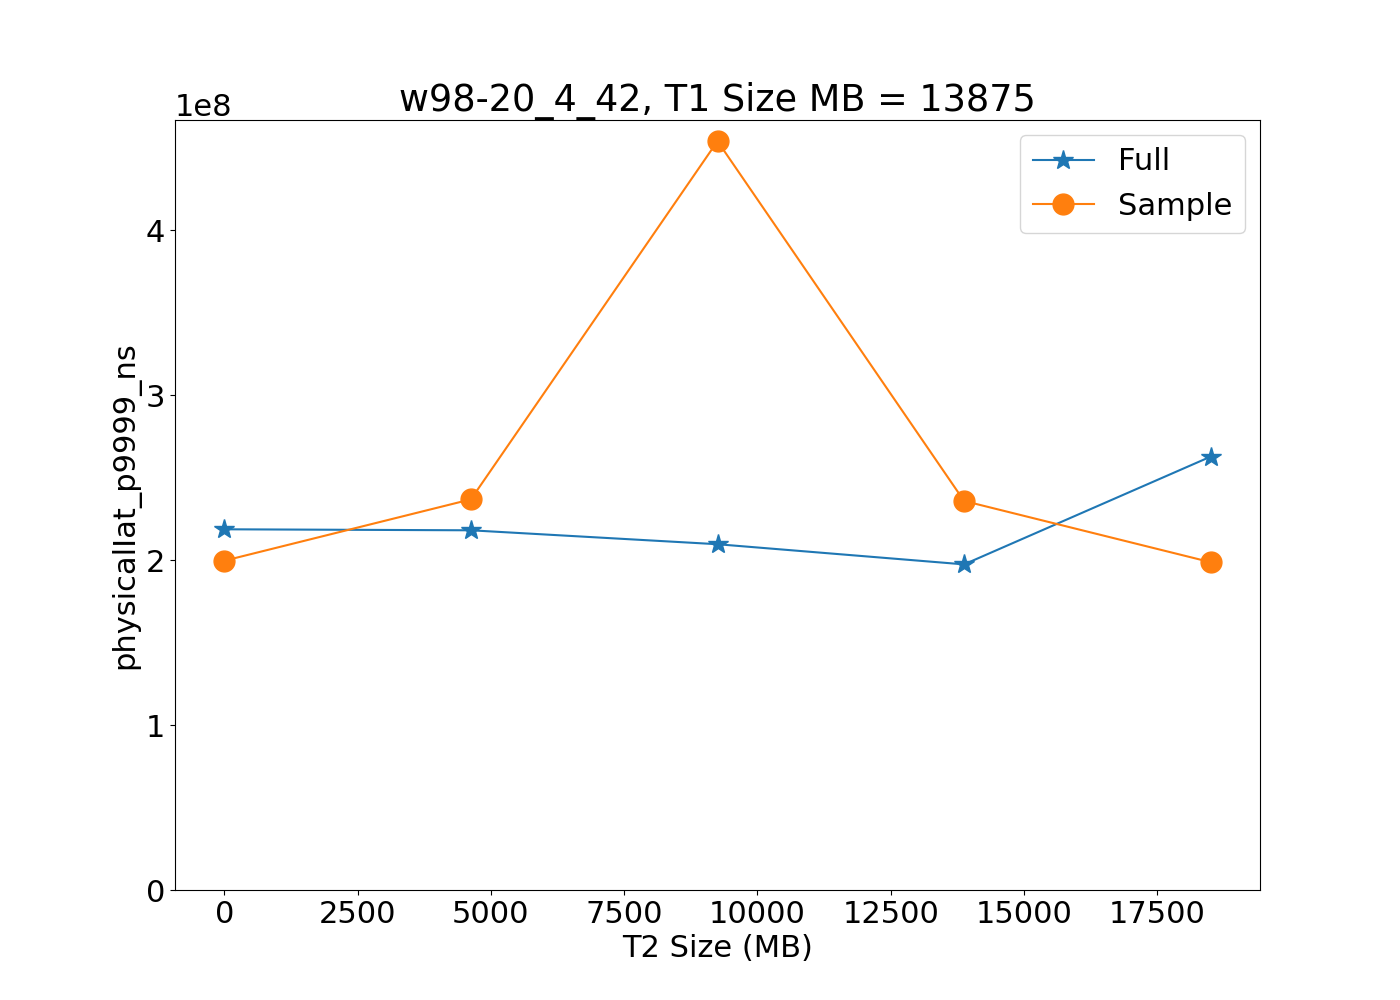 w98-20_4_42, T1 Size MB = 13875
1e8
Full
Sample
4
3
2
1
0
physicallat_p9999_ns
0 2500 5000 7500 10000 12500 15000 17500
T2 Size (MB)